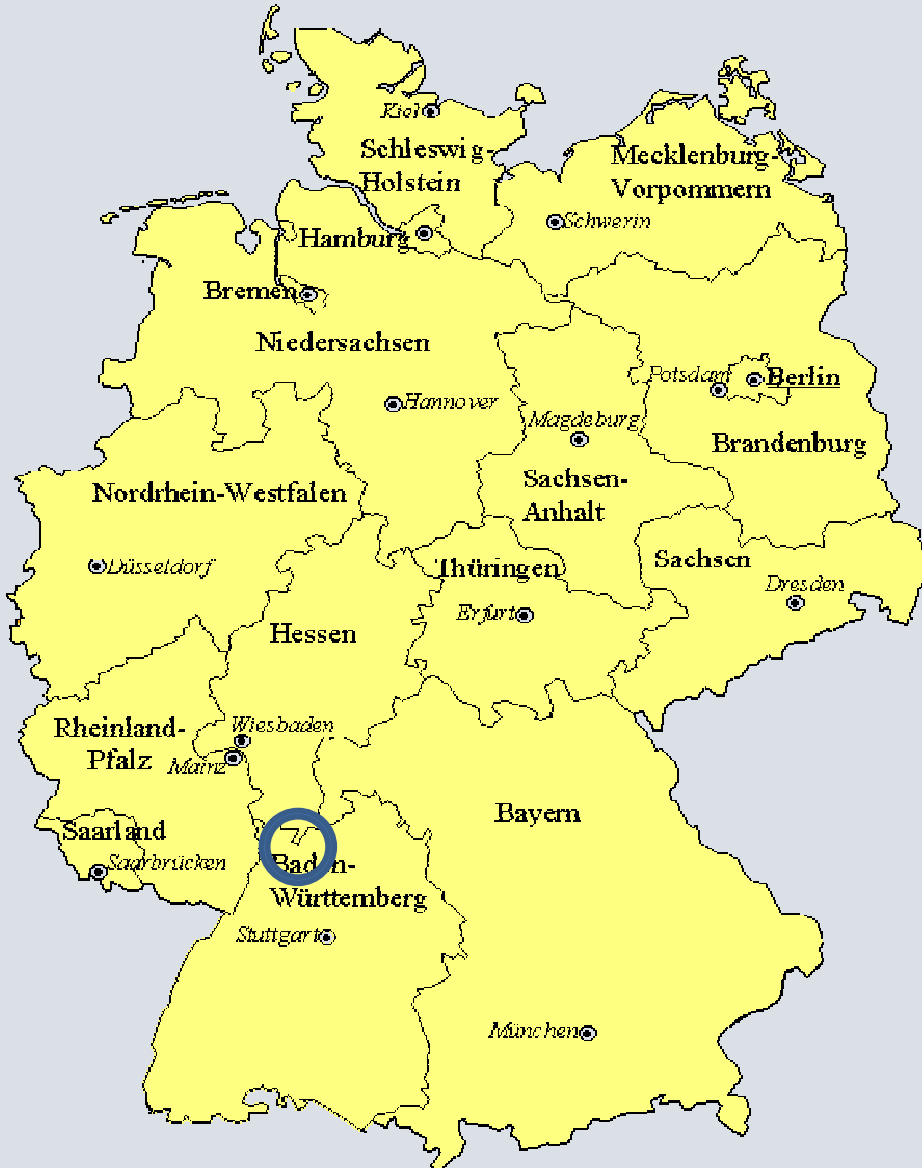 Kiel
Schleswig-
Holstein
Mecklenburg-
Vorpommern
Schwerin
Hamburg
Bremen
Niedersachsen
Potsdam
Berlin
Hannover
Magdeburg
Brandenburg
Nordrhein-Westfalen
Sachsen-
Anhalt
Düsseldorf
Thüringen
Sachsen
Dresden
Erfurt
Hessen
Rheinland-
Pfalz
Wiesbaden
Mainz
Bayern
Saarland
Saarbrücken
Baden-
Württemberg
Stuttgart
München